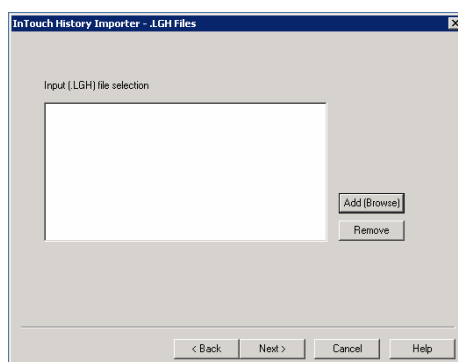 InTouch History Importer - .LGH Files
Input (.LGH) file selection
Add (Browse)
Remove
< Back
Next >
Cancel
Help